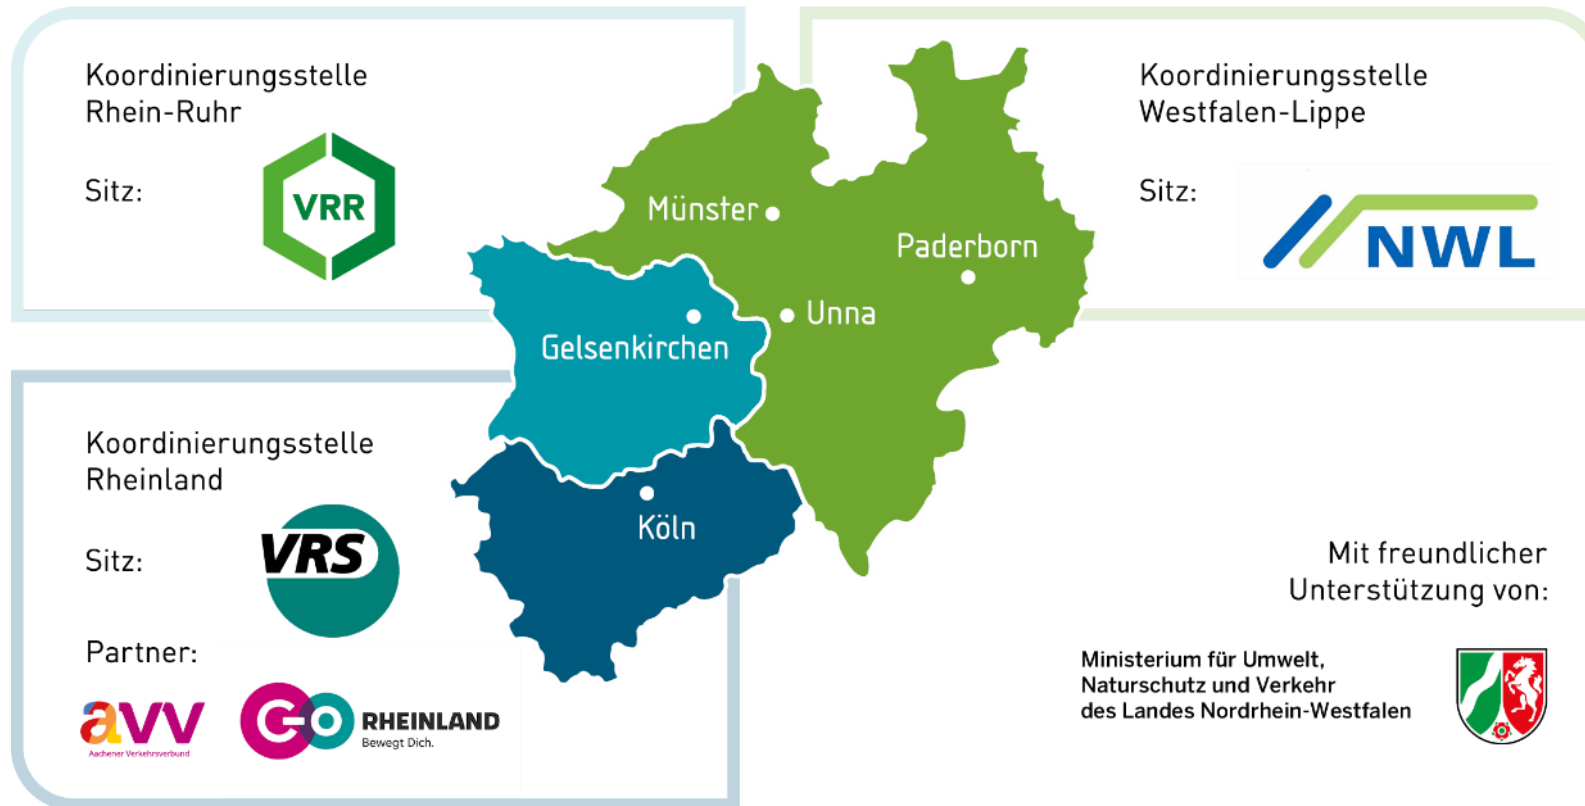 Koordinierungsstelle
Rhein-Ruhr
Sitz:
VRR
Koordinierungsstelle
Westfalen-Lippe
Sitz:
NWL
Münster
Paderborn
Unna
Gelsenkirchen
Köln
Koordinierungsstelle
Rheinland
Sitz:
VRS
Partner:
avv
Aachener Verkehrsverbund
GO RHEINLAND
Bewegt Dich.
Mit freundlicher
Unterstützung von:
Ministerium für Umwelt,
Naturschutz und Verkehr
des Landes Nordrhein-Westfalen